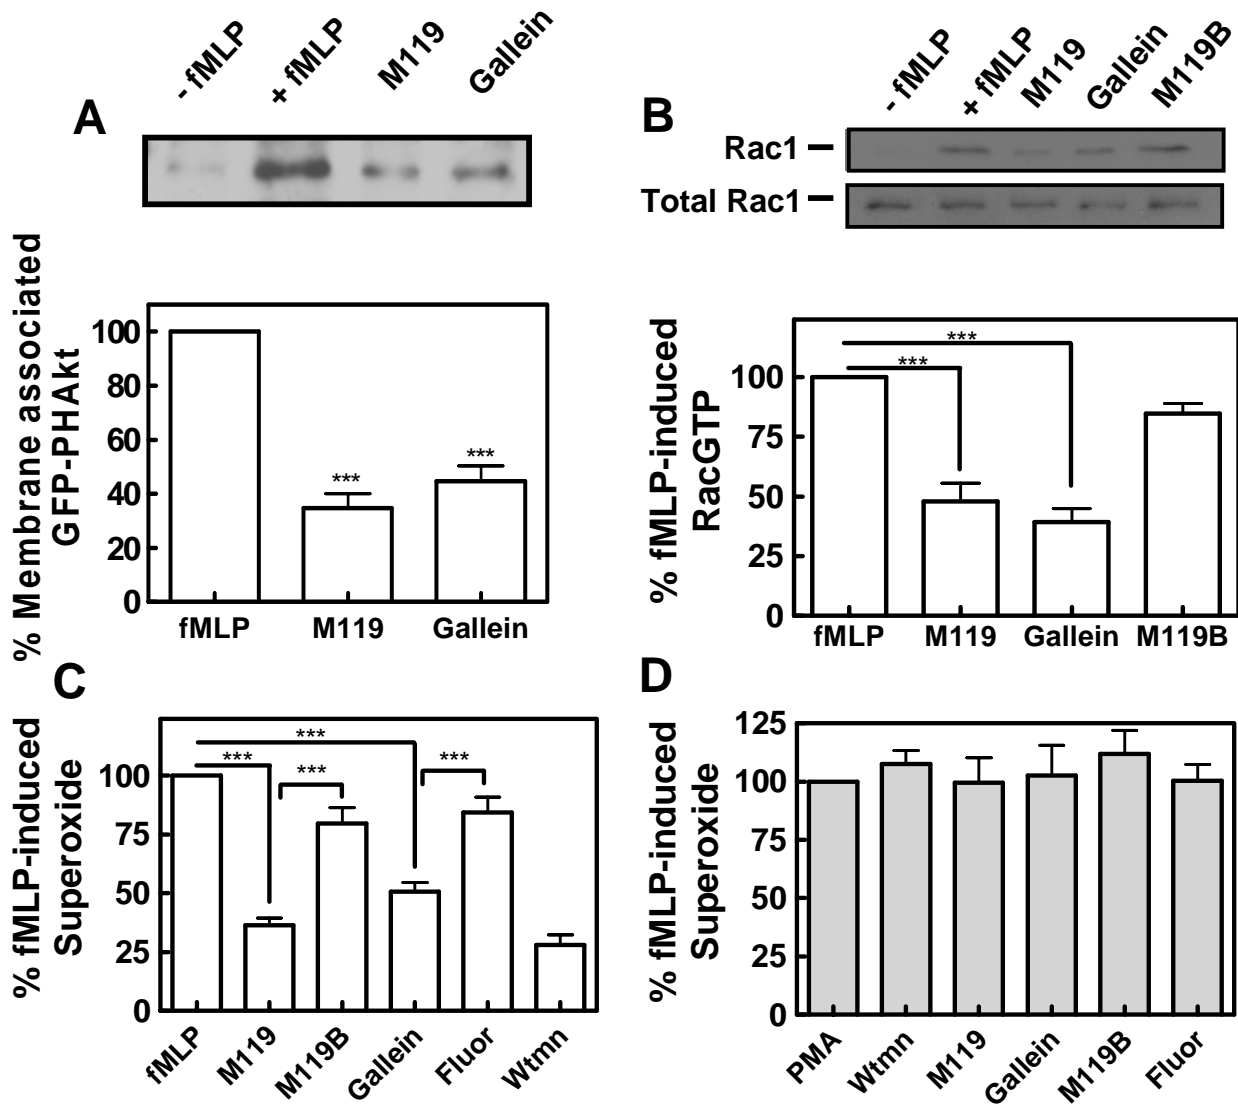 A
- fMLP
+ fMLP
M119
Gallein
% Membrane associated
GFP-PHAkt
100
80
60
40
20
0
***
***
fMLP
M119
Gallein
B
- fMLP
+ fMLP
M119
Gallein
M119B
Rac1
Total Rac1
% fMLP-induced
RacGTP
100
75
50
25
0
***
***
fMLP
M119
Gallein
M119B
C
% fMLP-induced
Superoxide
100
75
50
25
0
***
***
***
***
fMLP
M119
M119B
Gallein
Fluor
Wtmn
D
% fMLP-induced
Superoxide
125
100
75
50
25
0
PMA
Wtmn
M119
Gallein
M119B
Fluor